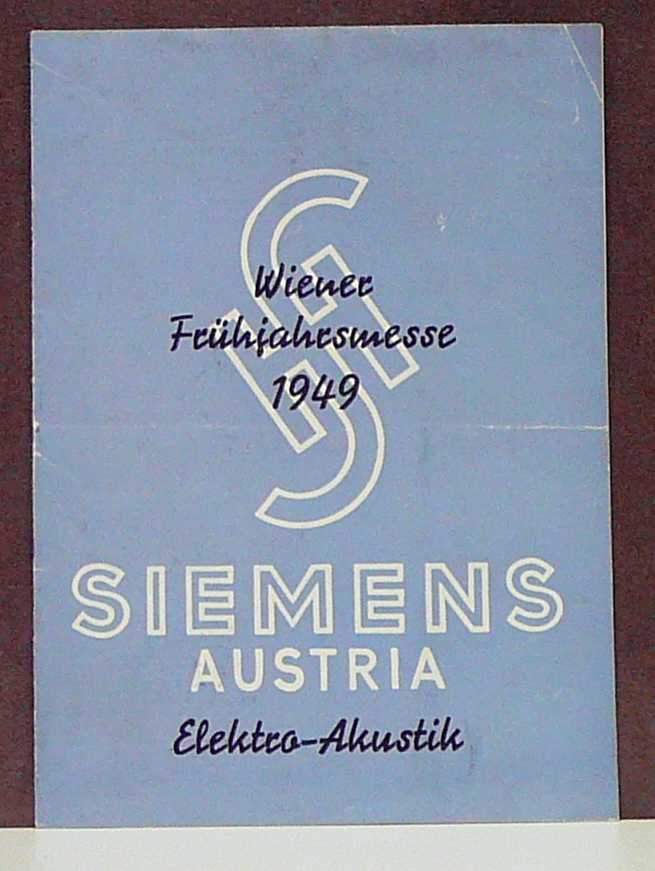 Wiener
Frühjahrsmesse
1949
SIEMENS
AUSTRIA
Elektro-Akustik